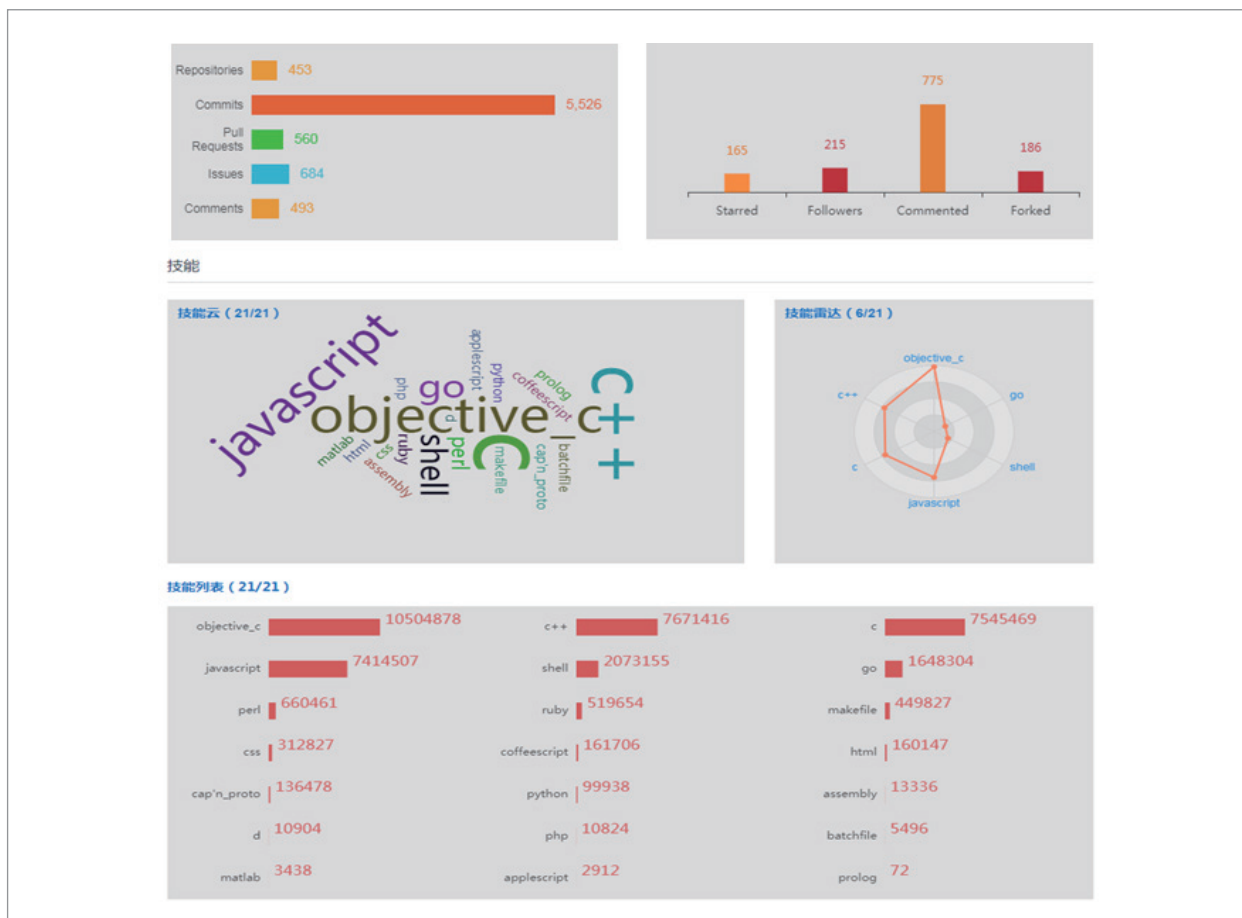 Repositories 453
Commits 5,526
Pull
Requests 560
Issues 684
Comments 493
775
165
215
186
Starred Followers Commented Forked
技能
技能云（21/21）
javascript
objective_c
c++
go
C
shell
perl
php
applescript
python
coffeescript
prolog
d
matlab
html
css
assembly
ruby
makefile
cap'n_proto
batchfile
技能雷达（6/21）
objective_c
c++
go
c
shell
javascript
技能列表（21/21）
objective_c 10504878 c++ 7671416 c 7545469
javascript 7414507 shell 2073155 go 1648304
perl 660461 ruby 519654 makefile 449827
css 312827 coffeescript 161706 html 160147
cap'n_proto 136478 python 99938 assembly 13336
d 10904 php 10824 batchfile 5496
matlab 3438 applescript 2912 prolog 72